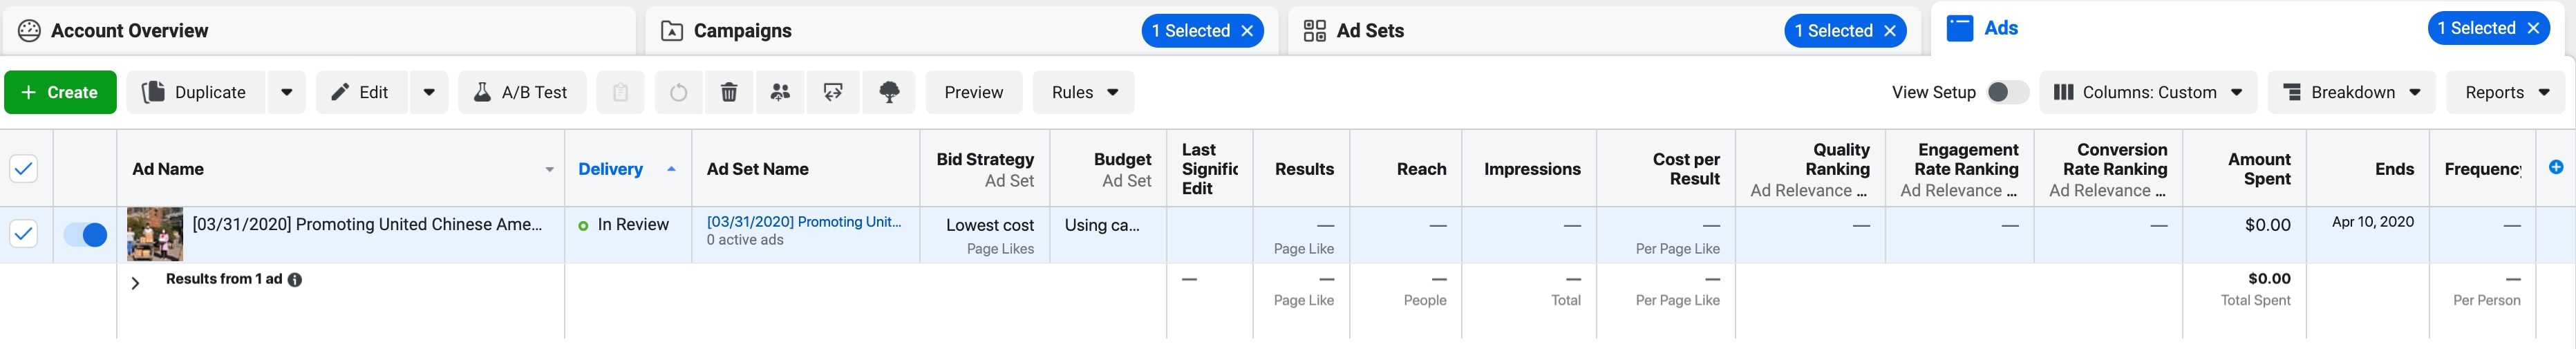 Account Overview
Campaigns
1 Selected ×
Ad Sets
1 Selected ×
Ads
1 Selected ×
+ Create
Duplicate
Edit
A/B Test
Preview
Rules
View Setup
Columns: Custom
Breakdown
Reports
Ad Name
Delivery
Ad Set Name
Bid Strategy
Ad Set
Budget
Ad Set
Last
Signific
Edit
Results
Reach
Impressions
Cost per
Result
Quality
Ranking
Ad Relevance ...
Engagement
Rate Ranking
Ad Relevance ...
Conversion
Rate Ranking
Ad Relevance ...
Amount
Spent
Ends
Frequency
[03/31/2020] Promoting United Chinese Ame...
In Review
[03/31/2020] Promoting Unit...
0 active ads
Lowest cost
Page Likes
Using ca...
—
Page Like
—
—
—
Per Page Like
—
—
—
$0.00
Apr 10, 2020
—
Results from 1 ad
—
—
Page Like
—
People
—
Total
—
Per Page Like
$0.00
Total Spent
—
Per Person